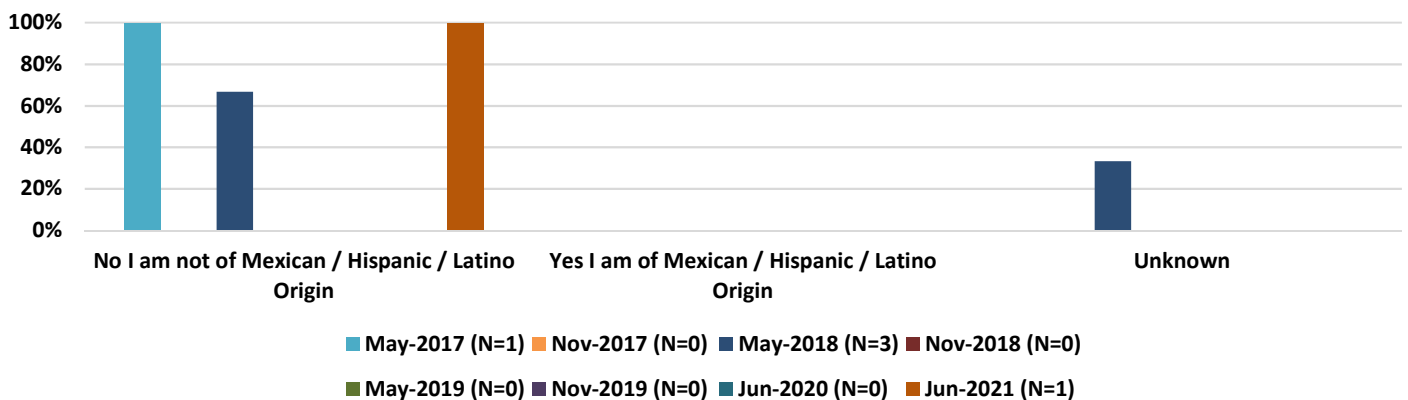 100%
80%
60%
40%
20%
0%
No I am not of Mexican / Hispanic / Latino
Origin
Yes I am of Mexican / Hispanic / Latino
Origin
Unknown
May-2017 (N=1) Nov-2017 (N=0) May-2018 (N=3) Nov-2018 (N=0)
May-2019 (N=0) Nov-2019 (N=0) Jun-2020 (N=0) Jun-2021 (N=1)